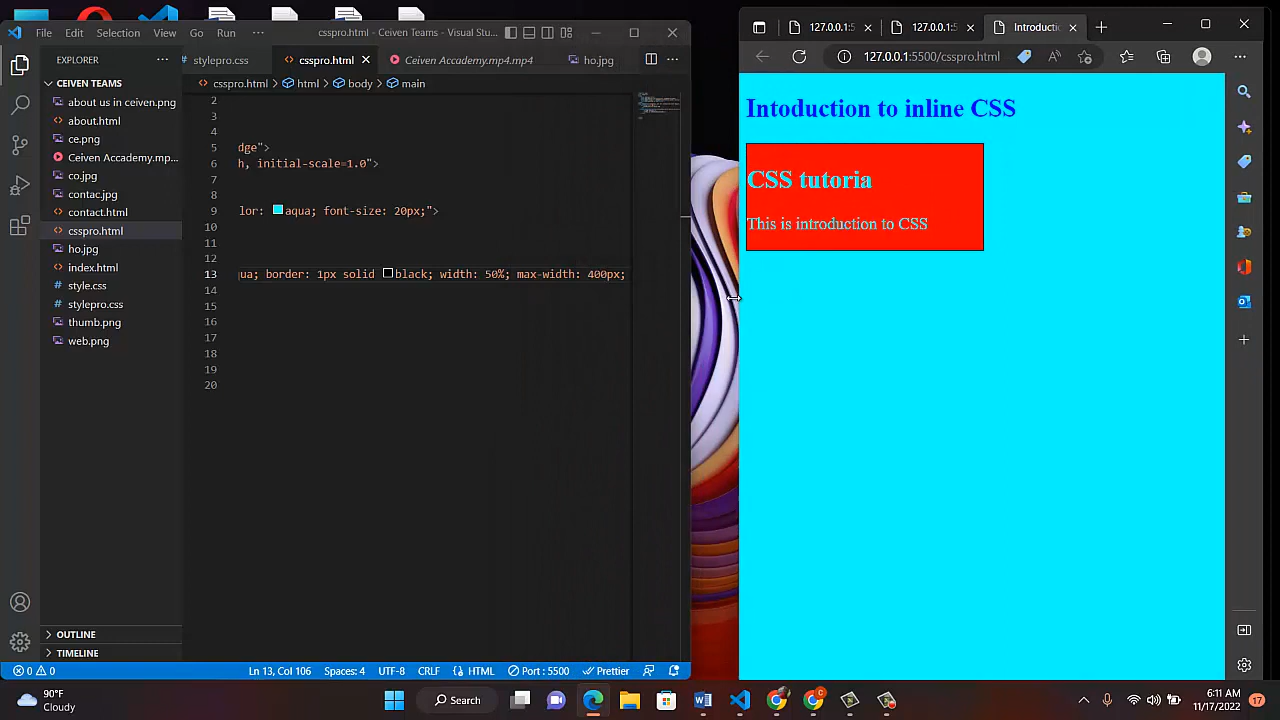 File Edit Selection View Go Run ··· csspro.html - Ceiven Teams - Visual Stu...
EXPLORER ···
CEIVEN TEAMS
about us in ceiven.png
about.html
ce.png
Ceiven Accademy.mp...
co.jpg
contac.jpg
contact.html
csspro.html
ho.jpg
index.html
style.css
stylepro.css
thumb.png
web.png
OUTLINE
TIMELINE
stylepro.css csspro.html Ceiven Accademy.mp4.mp4 ho.jpg ···
csspro.html > html > body > main
2
3
4
5 dge">
6 h, initial-scale=1.0">
7
8
9 lor: aqua; font-size: 20px;">
10
11
12
13 ua; border: 1px solid black; width: 50%; max-width: 400px;
14
15
16
17
18
19
20
0 0 Ln 13, Col 106 Spaces: 4 UTF-8 CRLF HTML Port : 5500 Prettier
127.0.0.1:5 127.0.0.1:5 Introductic
127.0.0.1:5500/csspro.html
Intoduction to inline CSS
CSS tutoria
This is introduction to CSS
90°F
Cloudy
Search
6:11 AM
11/17/2022
17